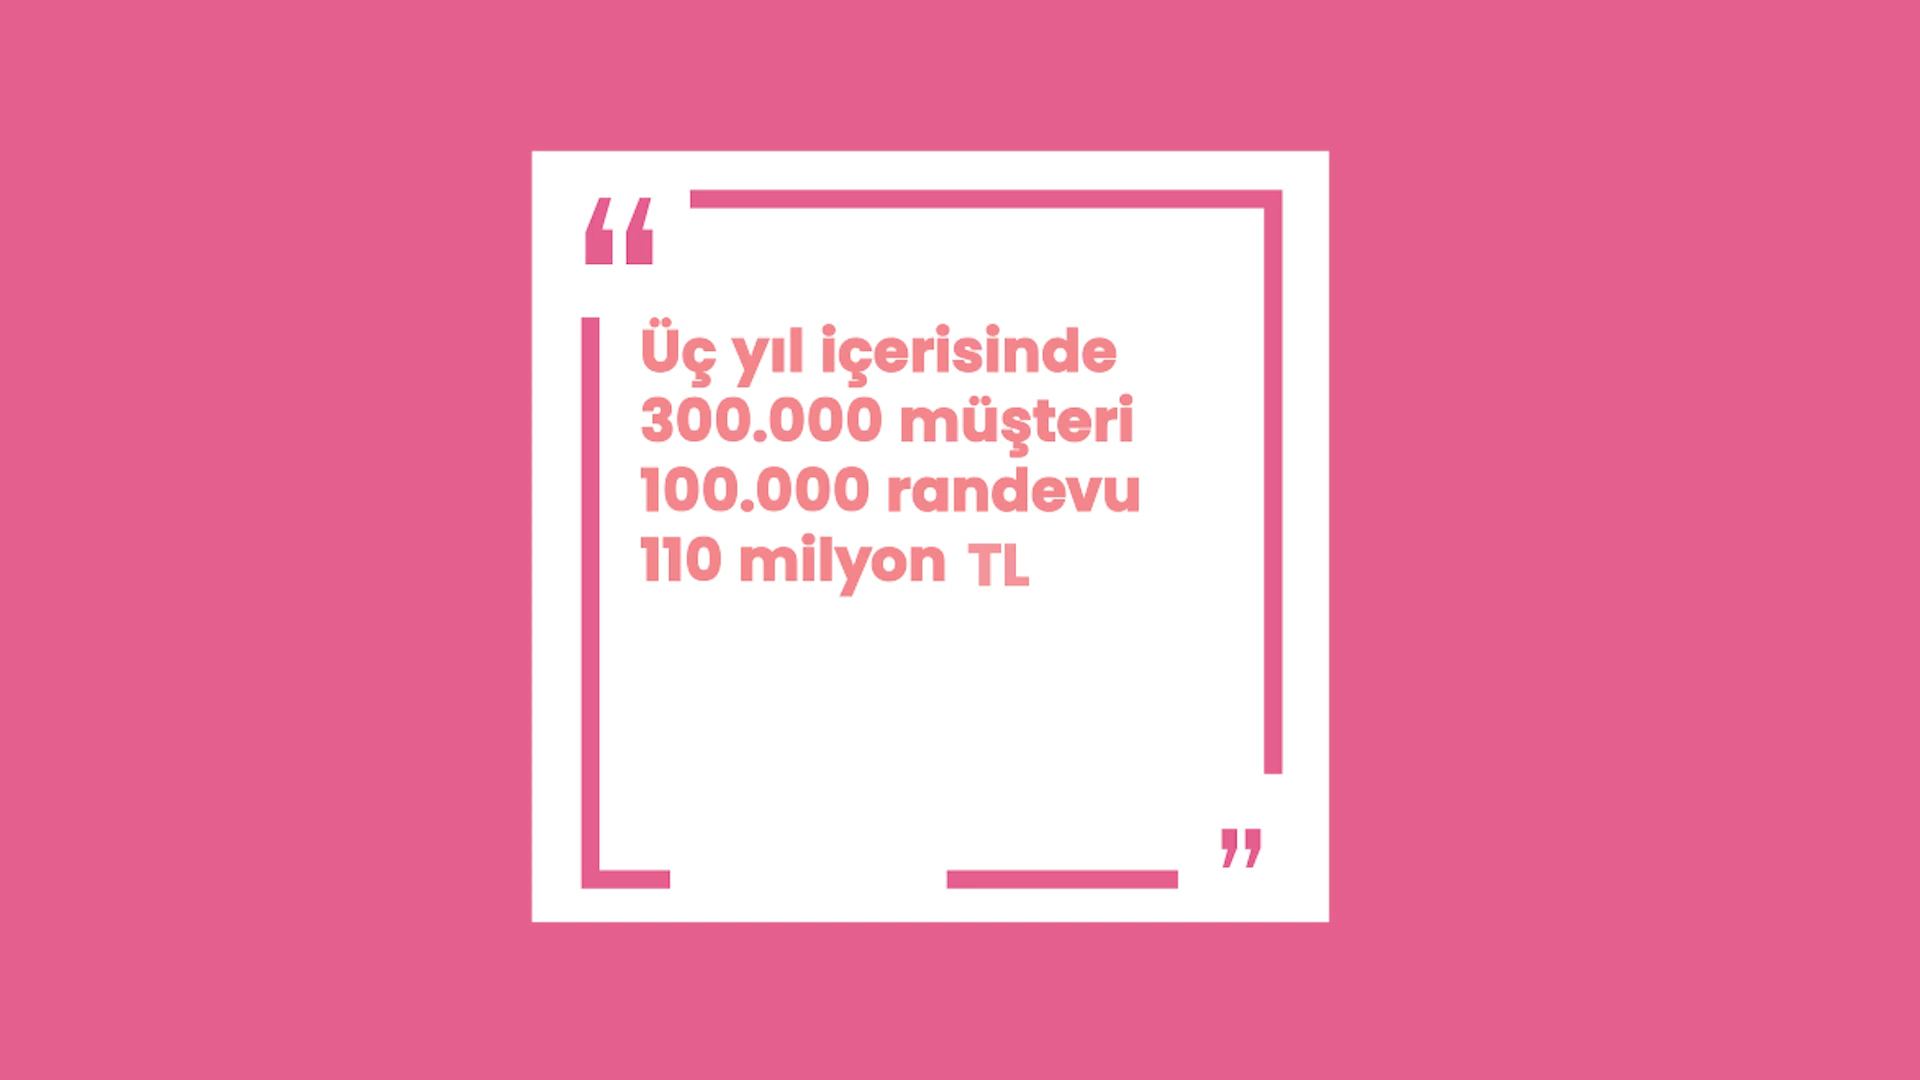 “
Üç yıl içerisinde
300.000 müşteri
100.000 randevu
110 milyon TL
”